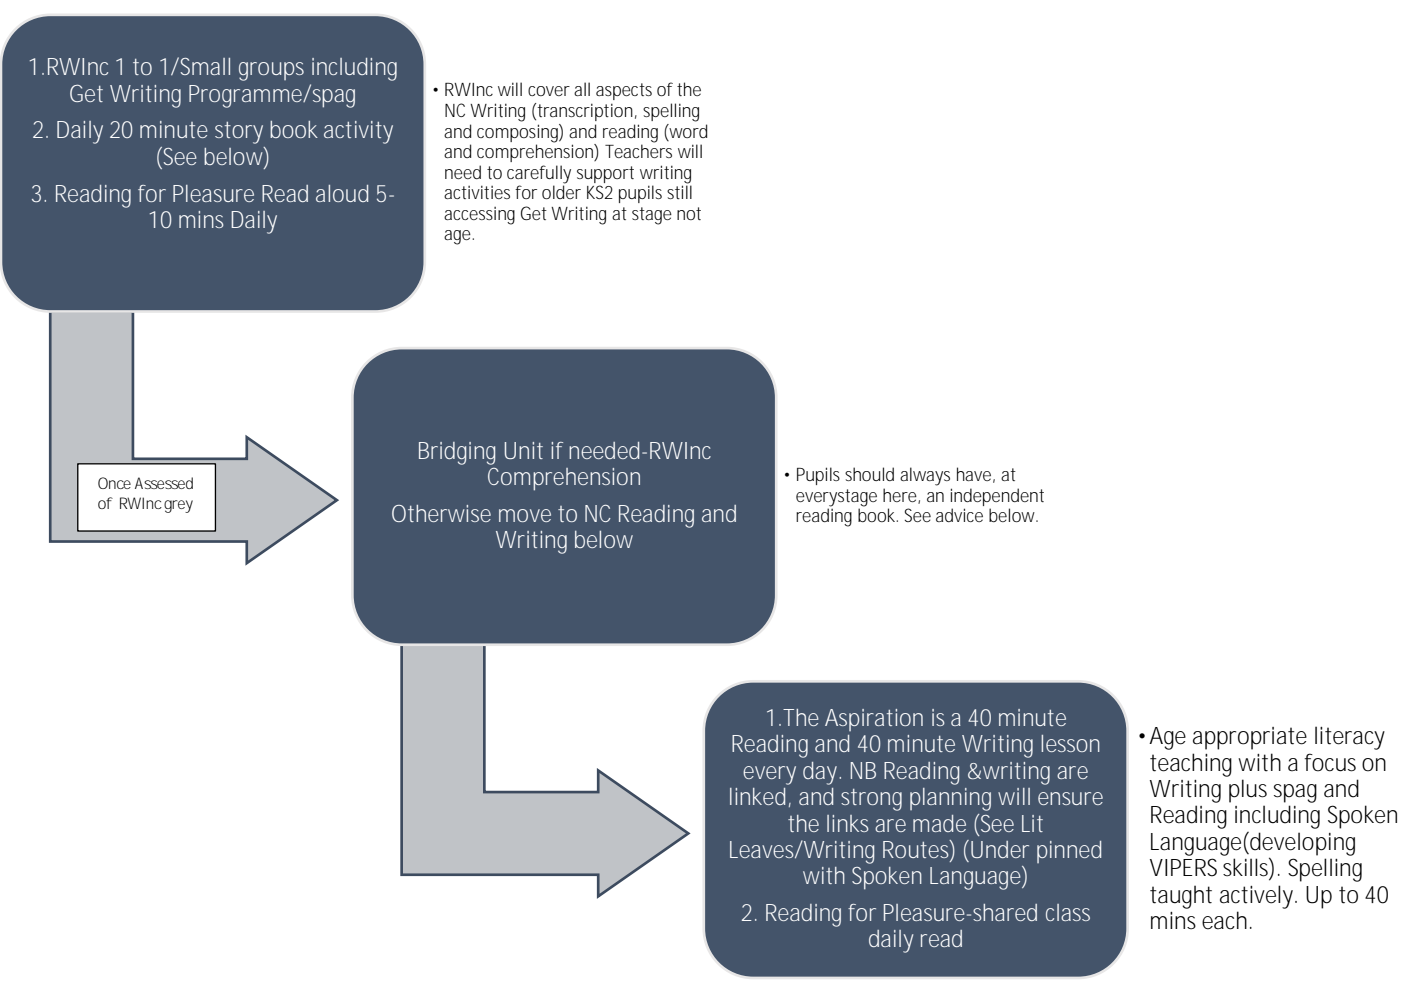 1.RWInc 1 to 1/Small groups including
Get Writing Programme/spag
2. Daily 20 minute story book activity
(See below)
3. Reading for Pleasure Read aloud 5-
10 mins Daily
• RWInc will cover all aspects of the
NC Writing (transcription, spelling
and composing) and reading (word
and comprehension) Teachers will
need to carefully support writing
activities for older KS2 pupils still
accessing Get Writing at stage not
age.
Once Assessed
of RWInc grey
Bridging Unit if needed-RWInc
Comprehension
Otherwise move to NC Reading and
Writing below
• Pupils should always have, at
everystage here, an independent
reading book. See advice below.
1.The Aspiration is a 40 minute
Reading and 40 minute Writing lesson
every day. NB Reading &writing are
linked, and strong planning will ensure
the links are made (See Lit
Leaves/Writing Routes) (Under pinned
with Spoken Language)
2. Reading for Pleasure-shared class
daily read
• Age appropriate literacy
teaching with a focus on
Writing plus spag and
Reading including Spoken
Language(developing
VIPERS skills). Spelling
taught actively. Up to 40
mins each.